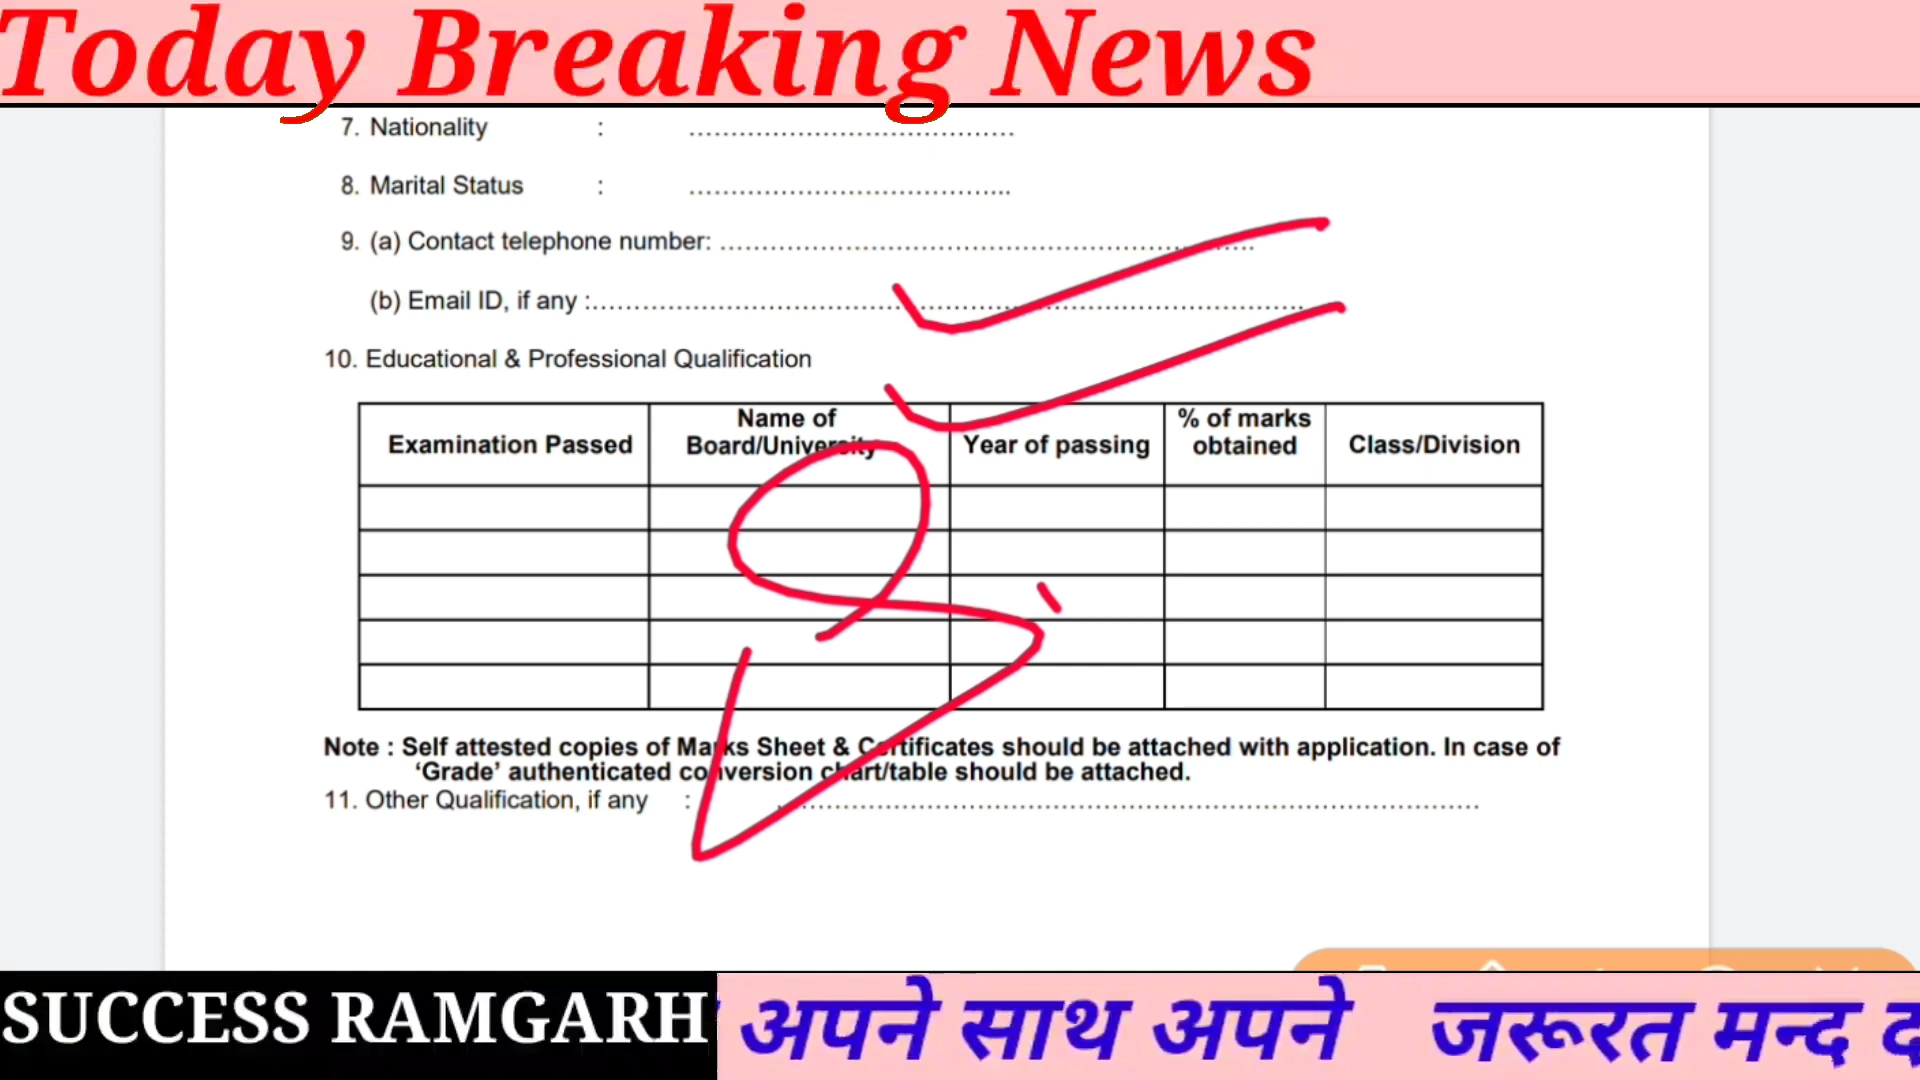 Today Breaking News
7. Nationality : ......................................
8. Marital Status : ......................................
9. (a) Contact telephone number: ................................................................
(b) Email ID, if any :.....................................................................................
10. Educational & Professional Qualification
Examination Passed | Name of Board/University | Year of passing | % of marks obtained | Class/Division
Note : Self attested copies of Marks Sheet & Certificates should be attached with application. In case of
‘Grade’ authenticated conversion chart/table should be attached.
11. Other Qualification, if any : ....................................................................................
SUCCESS RAMGARH अपने साथ अपने जरूरत मन्द